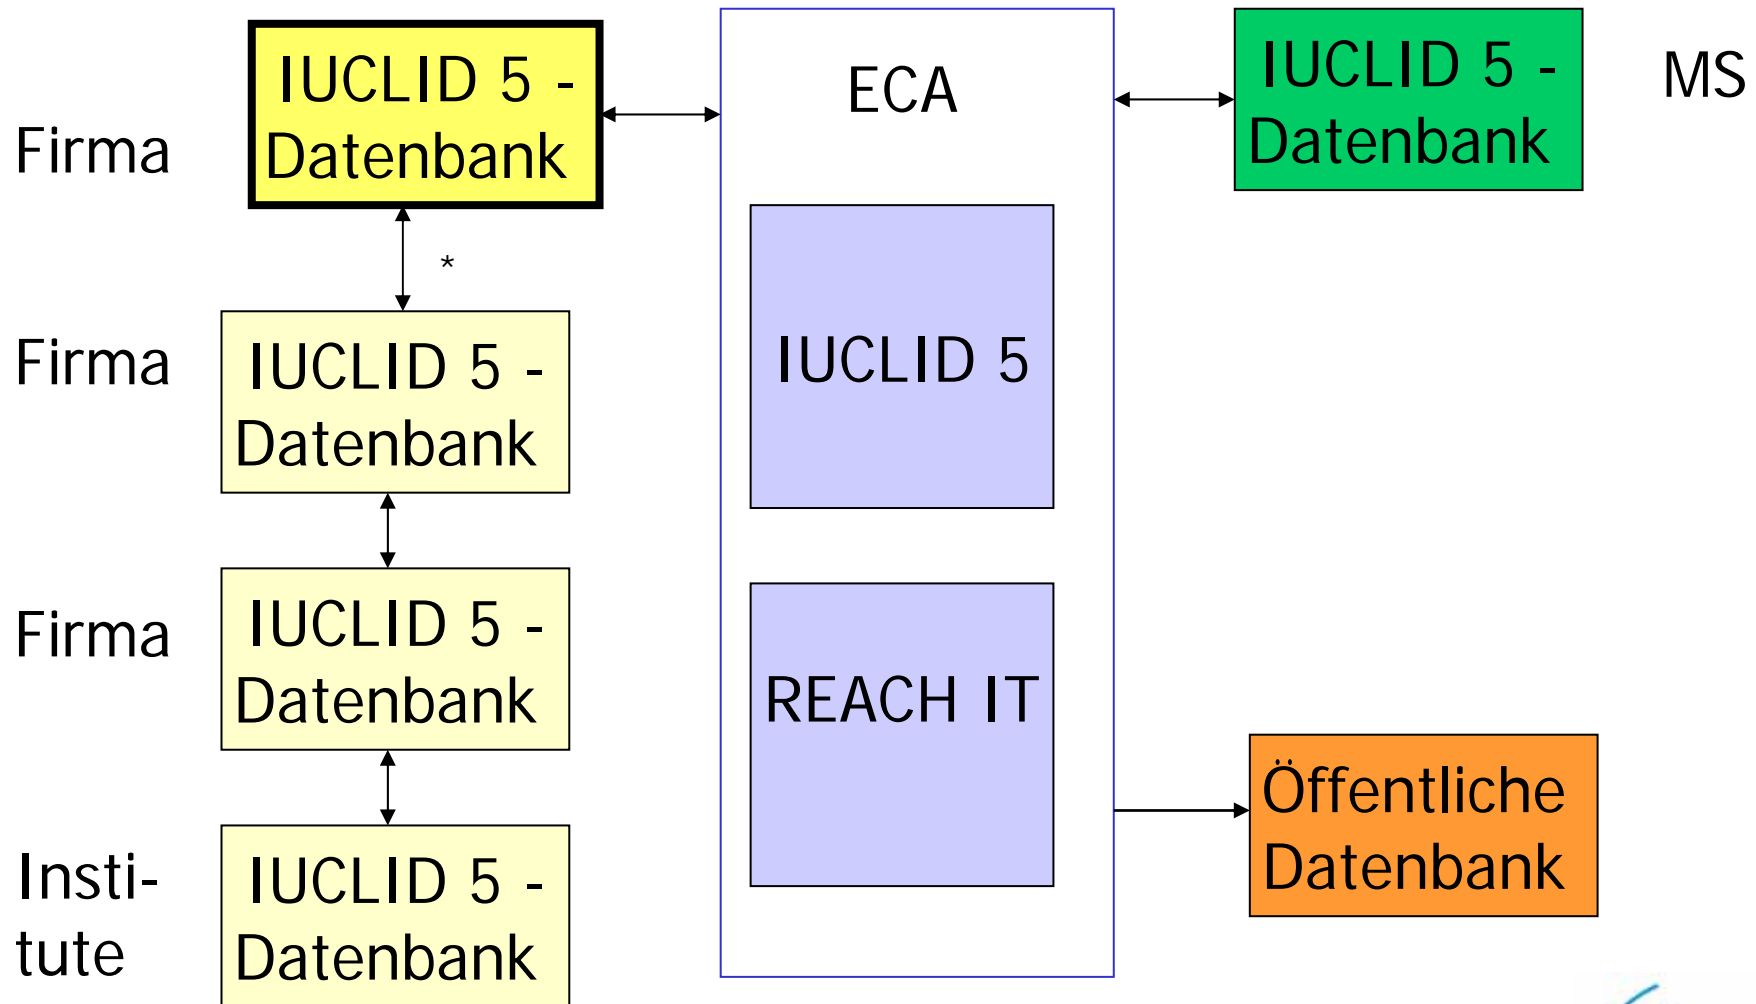 Firma
IUCLID 5 -
Datenbank
ECA
IUCLID 5 -
Datenbank
MS
*
Firma
IUCLID 5 -
Datenbank
IUCLID 5
Firma
IUCLID 5 -
Datenbank
REACH IT
Öffentliche
Datenbank
Insti-
tute
IUCLID 5 -
Datenbank